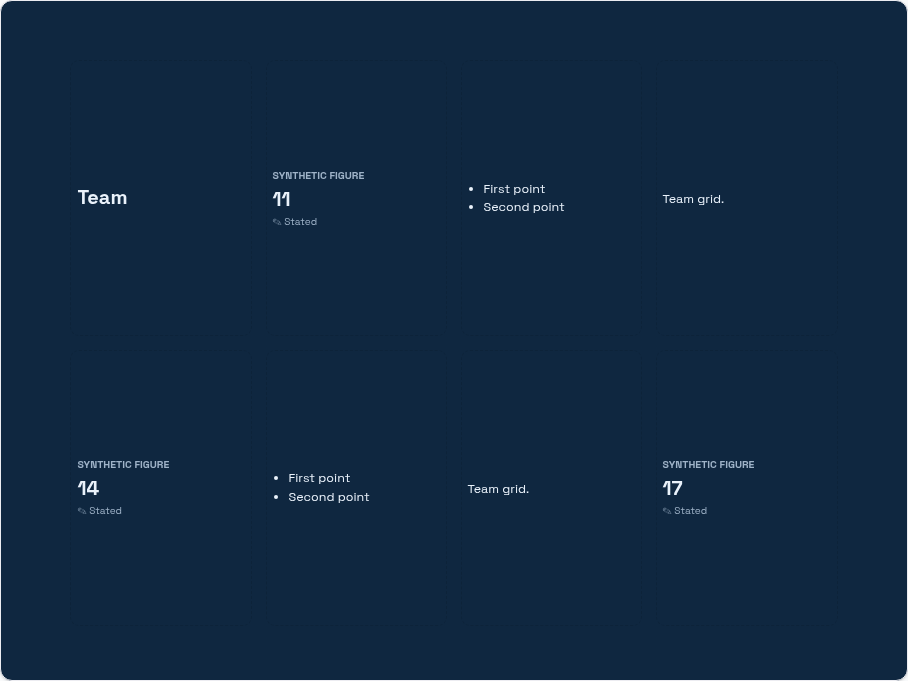 Team
SYNTHETIC FIGURE
11
✎ Stated
• First point
• Second point
Team grid.
SYNTHETIC FIGURE
14
✎ Stated
• First point
• Second point
Team grid.
SYNTHETIC FIGURE
17
✎ Stated